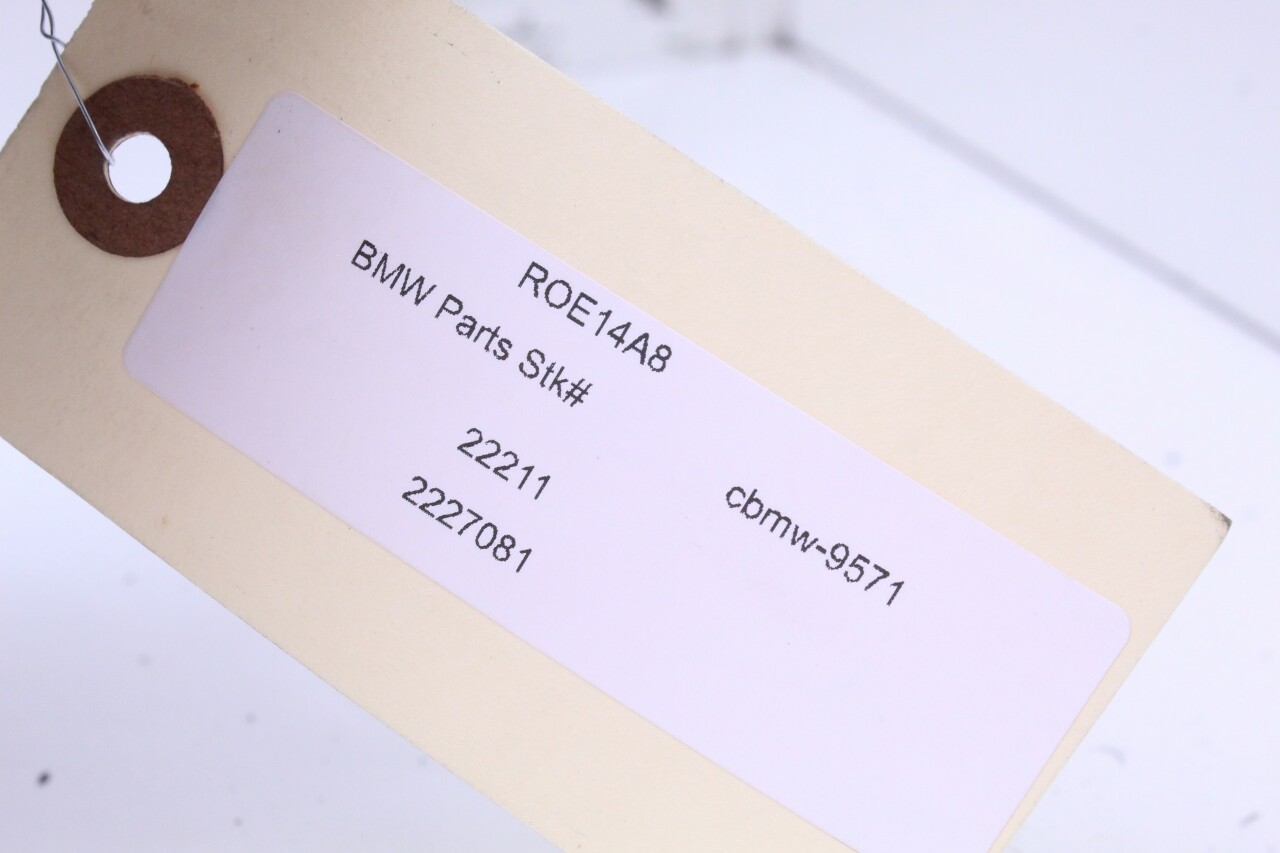 ROE14A8
BMW Parts Stk#
22211
cbmw-9571
2227081